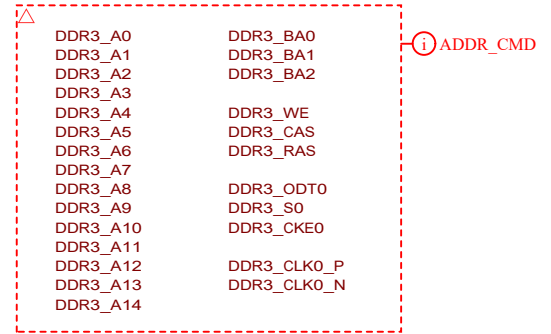 DDR3_A0 DDR3_BA0
DDR3_A1 DDR3_BA1
DDR3_A2 DDR3_BA2
DDR3_A3
DDR3_A4 DDR3_WE
DDR3_A5 DDR3_CAS
DDR3_A6 DDR3_RAS
DDR3_A7
DDR3_A8 DDR3_ODT0
DDR3_A9 DDR3_S0
DDR3_A10 DDR3_CKE0
DDR3_A11
DDR3_A12 DDR3_CLK0_P
DDR3_A13 DDR3_CLK0_N
DDR3_A14
i ADDR_CMD